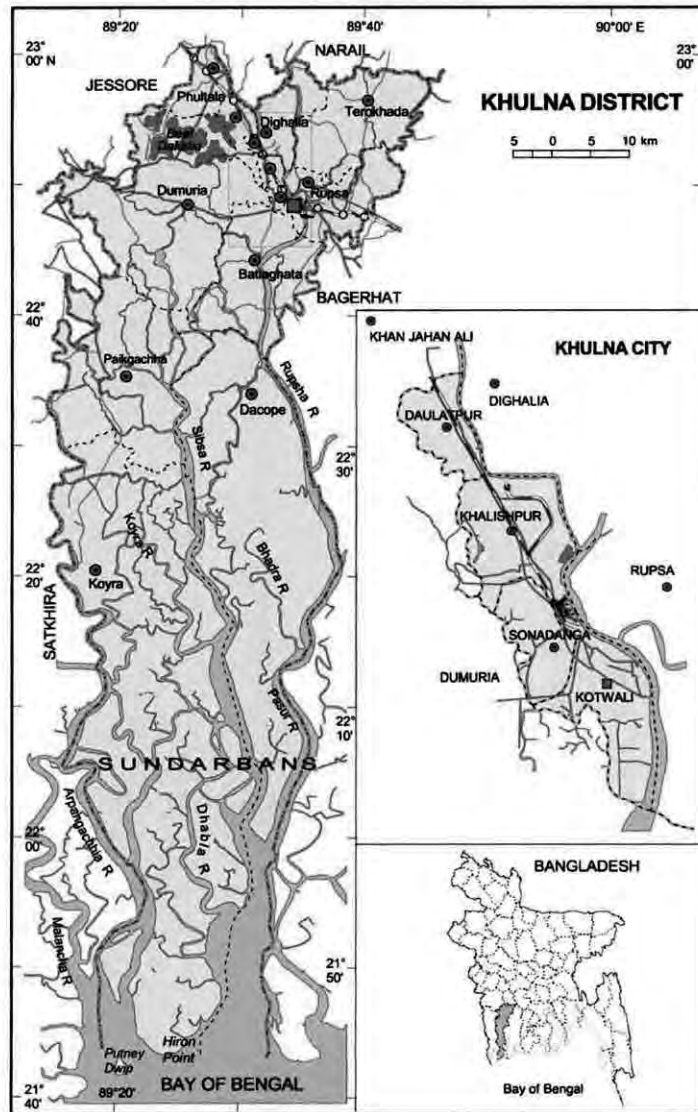 89°20'
89°40'
90°00' E
23°
00' N
23°
00'
NARAIL
JESSORE
KHULNA DISTRICT
5 0 5 10 km
Phultala
Terokhada
Dighalia
Beel
Dumuria
Rupsa
Batiaghata
BAGERHAT
22°
40'
Paikgachha
Dacope
Rupsha R
Sibsa R
22°
30'
Koyra R
Bhadra R
22°
20'
Koyra
SATKHIRA
Pasur R
22°
10'
SUNDARBANS
22°
00'
Arpangachhia R
Dhabla R
Malancha R
21°
50'
Putney
Dwip
Hiron
Point
21°
40'
89°20'
BAY OF BENGAL
KHAN JAHAN ALI
KHULNA CITY
DIGHALIA
DAULATPUR
KHALISHPUR
RUPSA
SONADANGA
DUMURIA
KOTWALI
BANGLADESH
Bay of Bengal